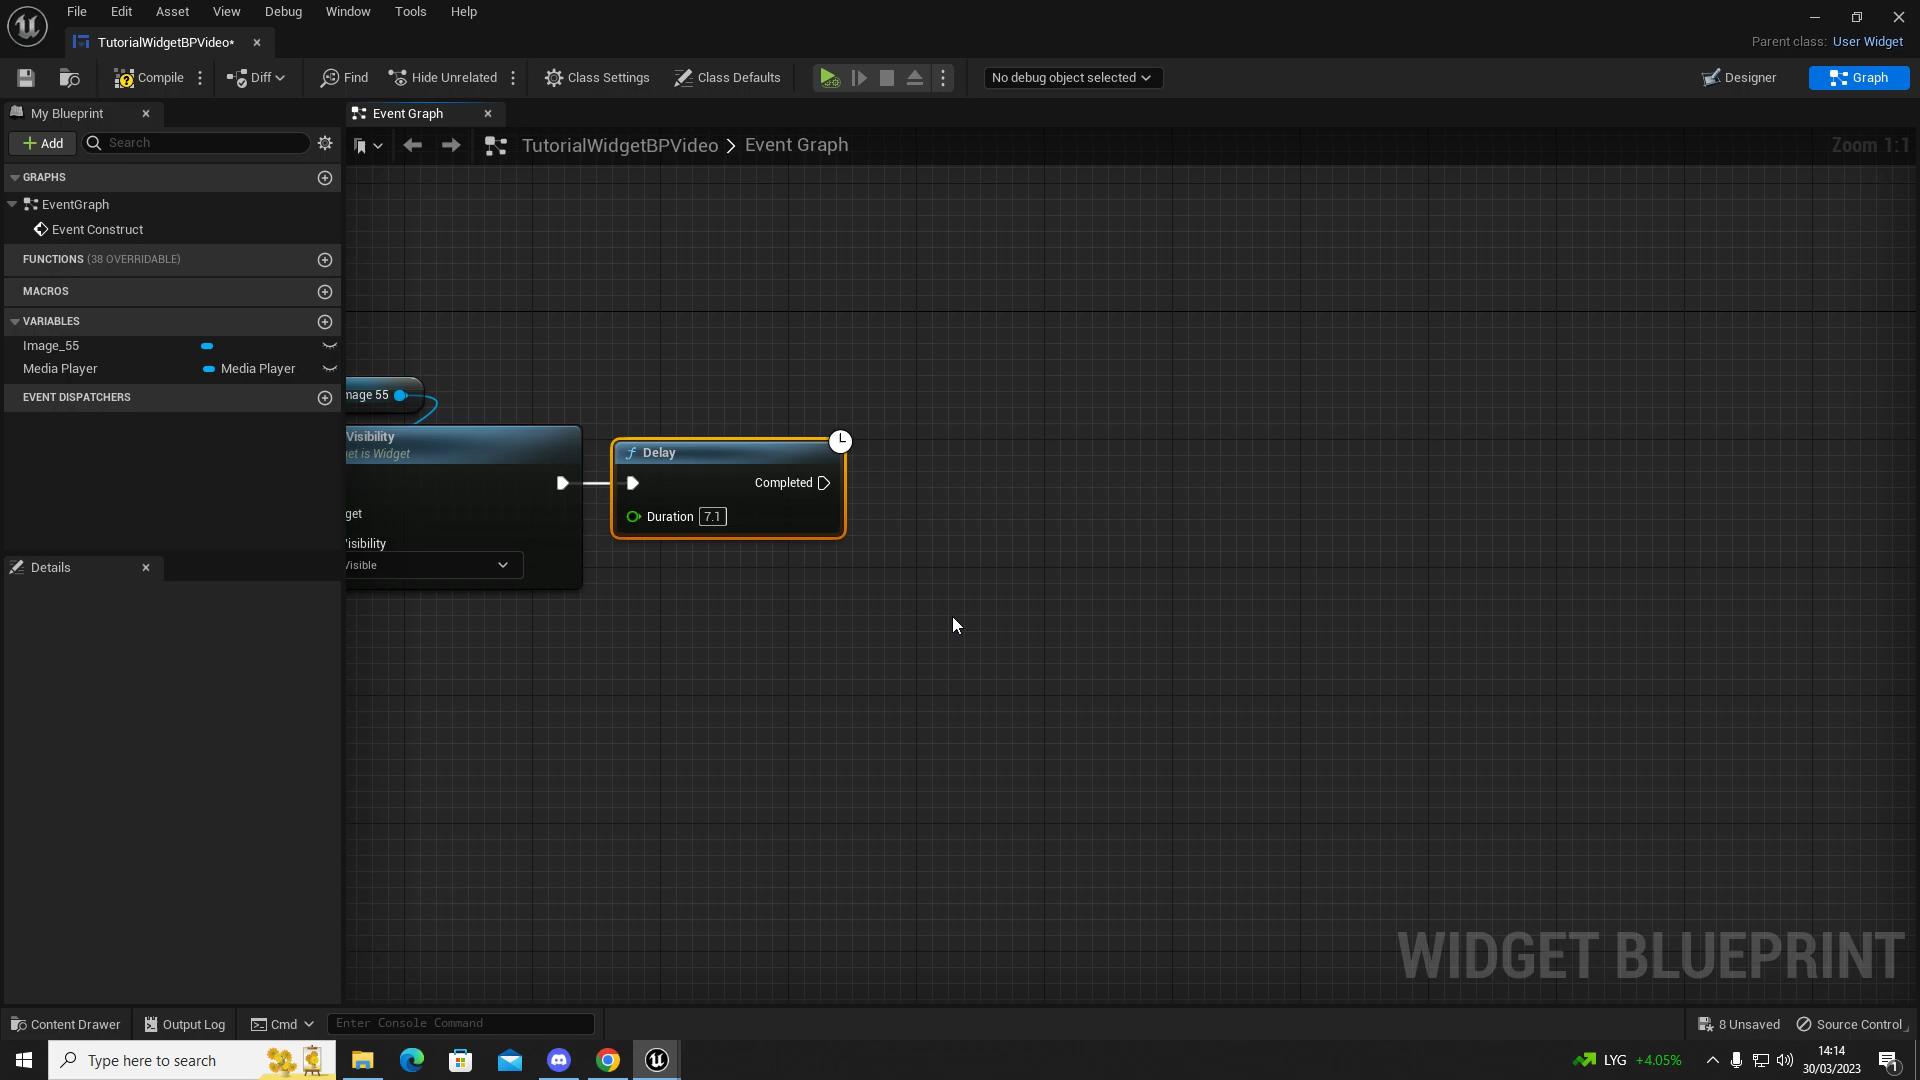 File Edit Asset View Debug Window Tools Help
TutorialWidgetBPVideo*
Parent class: User Widget
Compile Diff Find Hide Unrelated Class Settings Class Defaults No debug object selected Designer Graph
My Blueprint
Event Graph
Add Search
TutorialWidgetBPVideo > Event Graph
Zoom 1:1
GRAPHS
EventGraph
Event Construct
FUNCTIONS (38 OVERRIDABLE)
MACROS
VARIABLES
Image_55
Media Player Media Player
EVENT DISPATCHERS
mage 55
Visibility
et is Widget
get
Visibility
Visible
Delay
Completed
Duration 7.1
Details
WIDGET BLUEPRINT
Content Drawer Output Log Cmd Enter Console Command 8 Unsaved Source Control
Type here to search
LYG +4.05%
14:14
30/03/2023
1